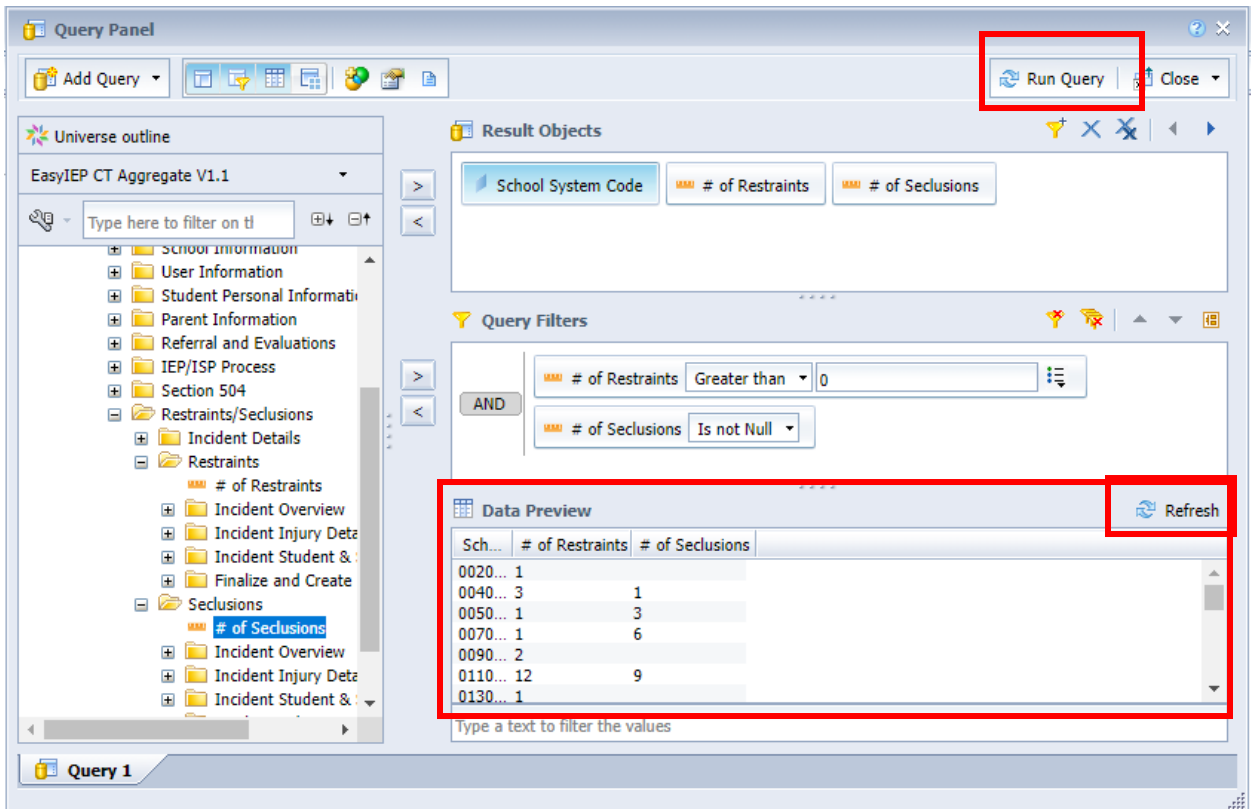 Query Panel
Add Query
Run Query
Close
Universe outline
EasyIEP CT Aggregate V1.1
Type here to filter on tl
School Information
User Information
Student Personal Informati
Parent Information
Referral and Evaluations
IEP/ISP Process
Section 504
Restraints/Seclusions
Incident Details
Restraints
# of Restraints
Incident Overview
Incident Injury Deta
Incident Student &
Finalize and Create
Seclusions
# of Seclusions
Incident Overview
Incident Injury Deta
Incident Student &
>
<
Result Objects
School System Code # of Restraints # of Seclusions
>
<
Query Filters
AND
# of Restraints Greater than 0
# of Seclusions Is not Null
Data Preview
Refresh
Sch... # of Restraints # of Seclusions
0020... 1
0040... 3 1
0050... 1 3
0070... 1 6
0090... 2
0110... 12 9
0130... 1
Type a text to filter the values
Query 1